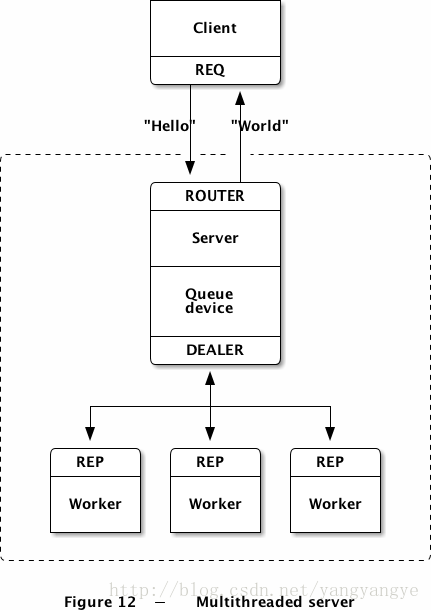 Client
REQ
"Hello" "World"
ROUTER
Server
Queue
device
DEALER
REP REP REP
Worker Worker Worker
http://blog.csdn.net/yangyangye
Figure 12 – Multithreaded server